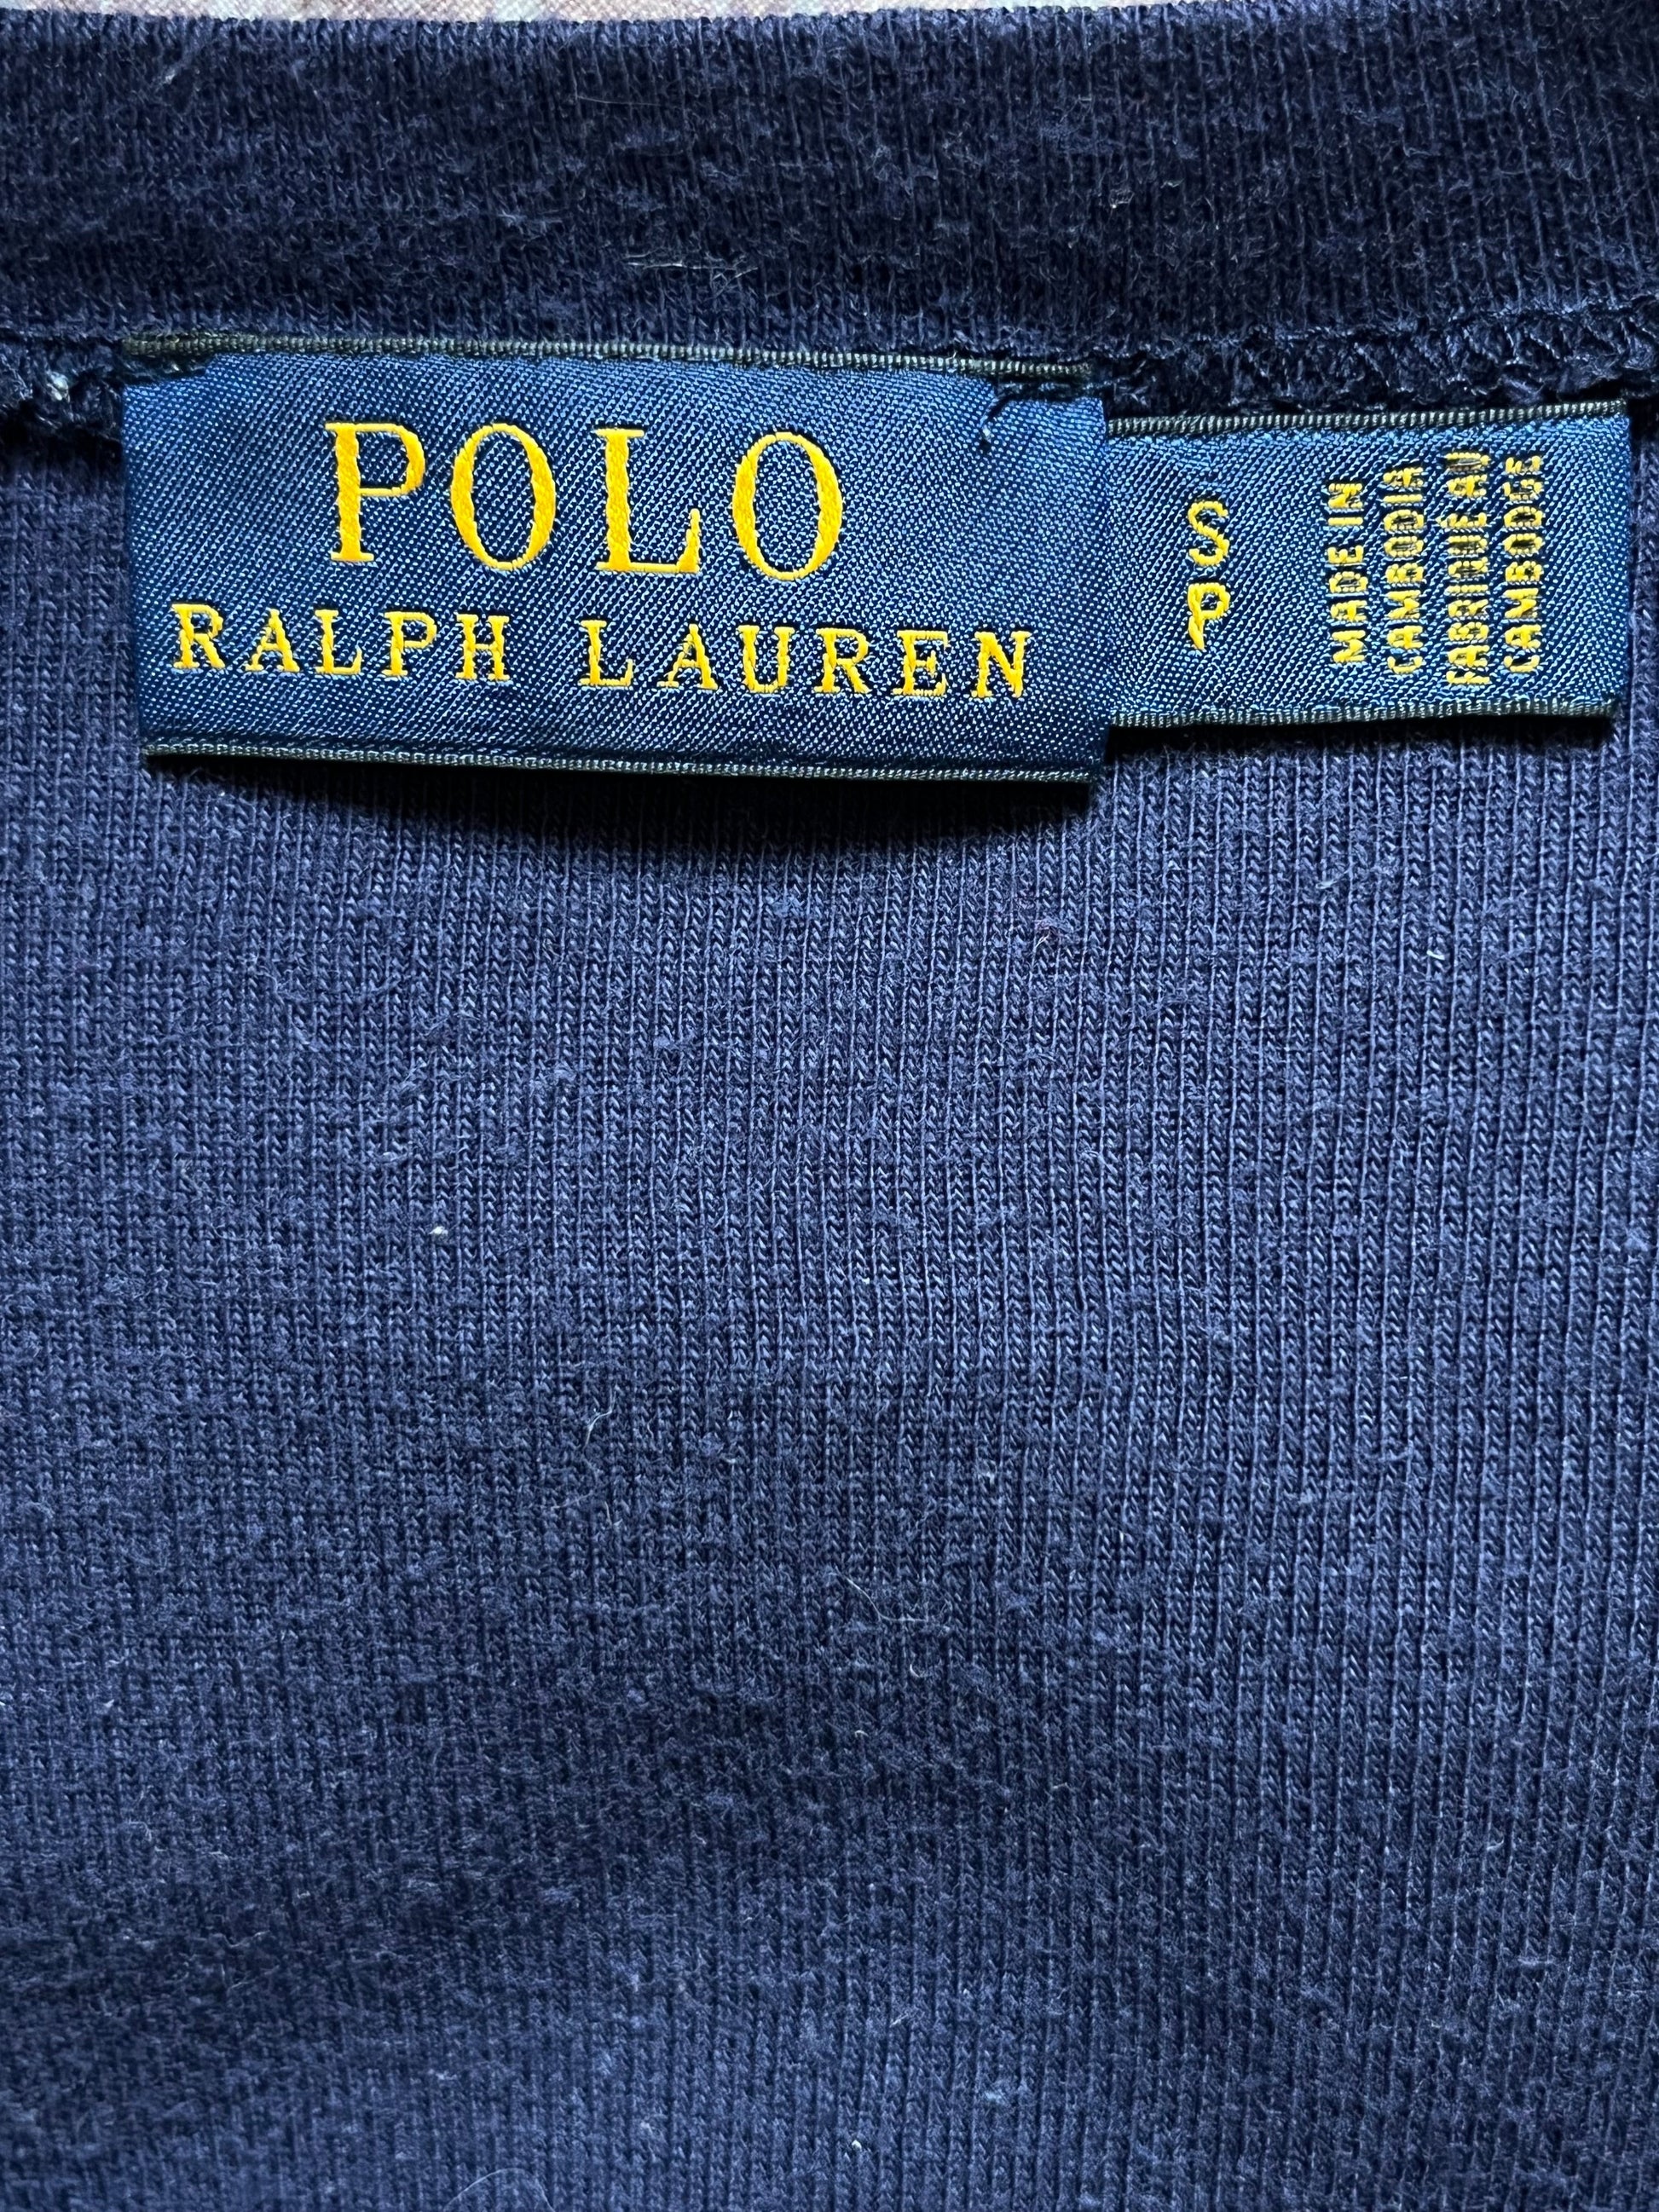 POLO
RALPH LAUREN
S
P
MADE IN
CAMBODIA
FABRIQUÉ AU
CAMBODGE